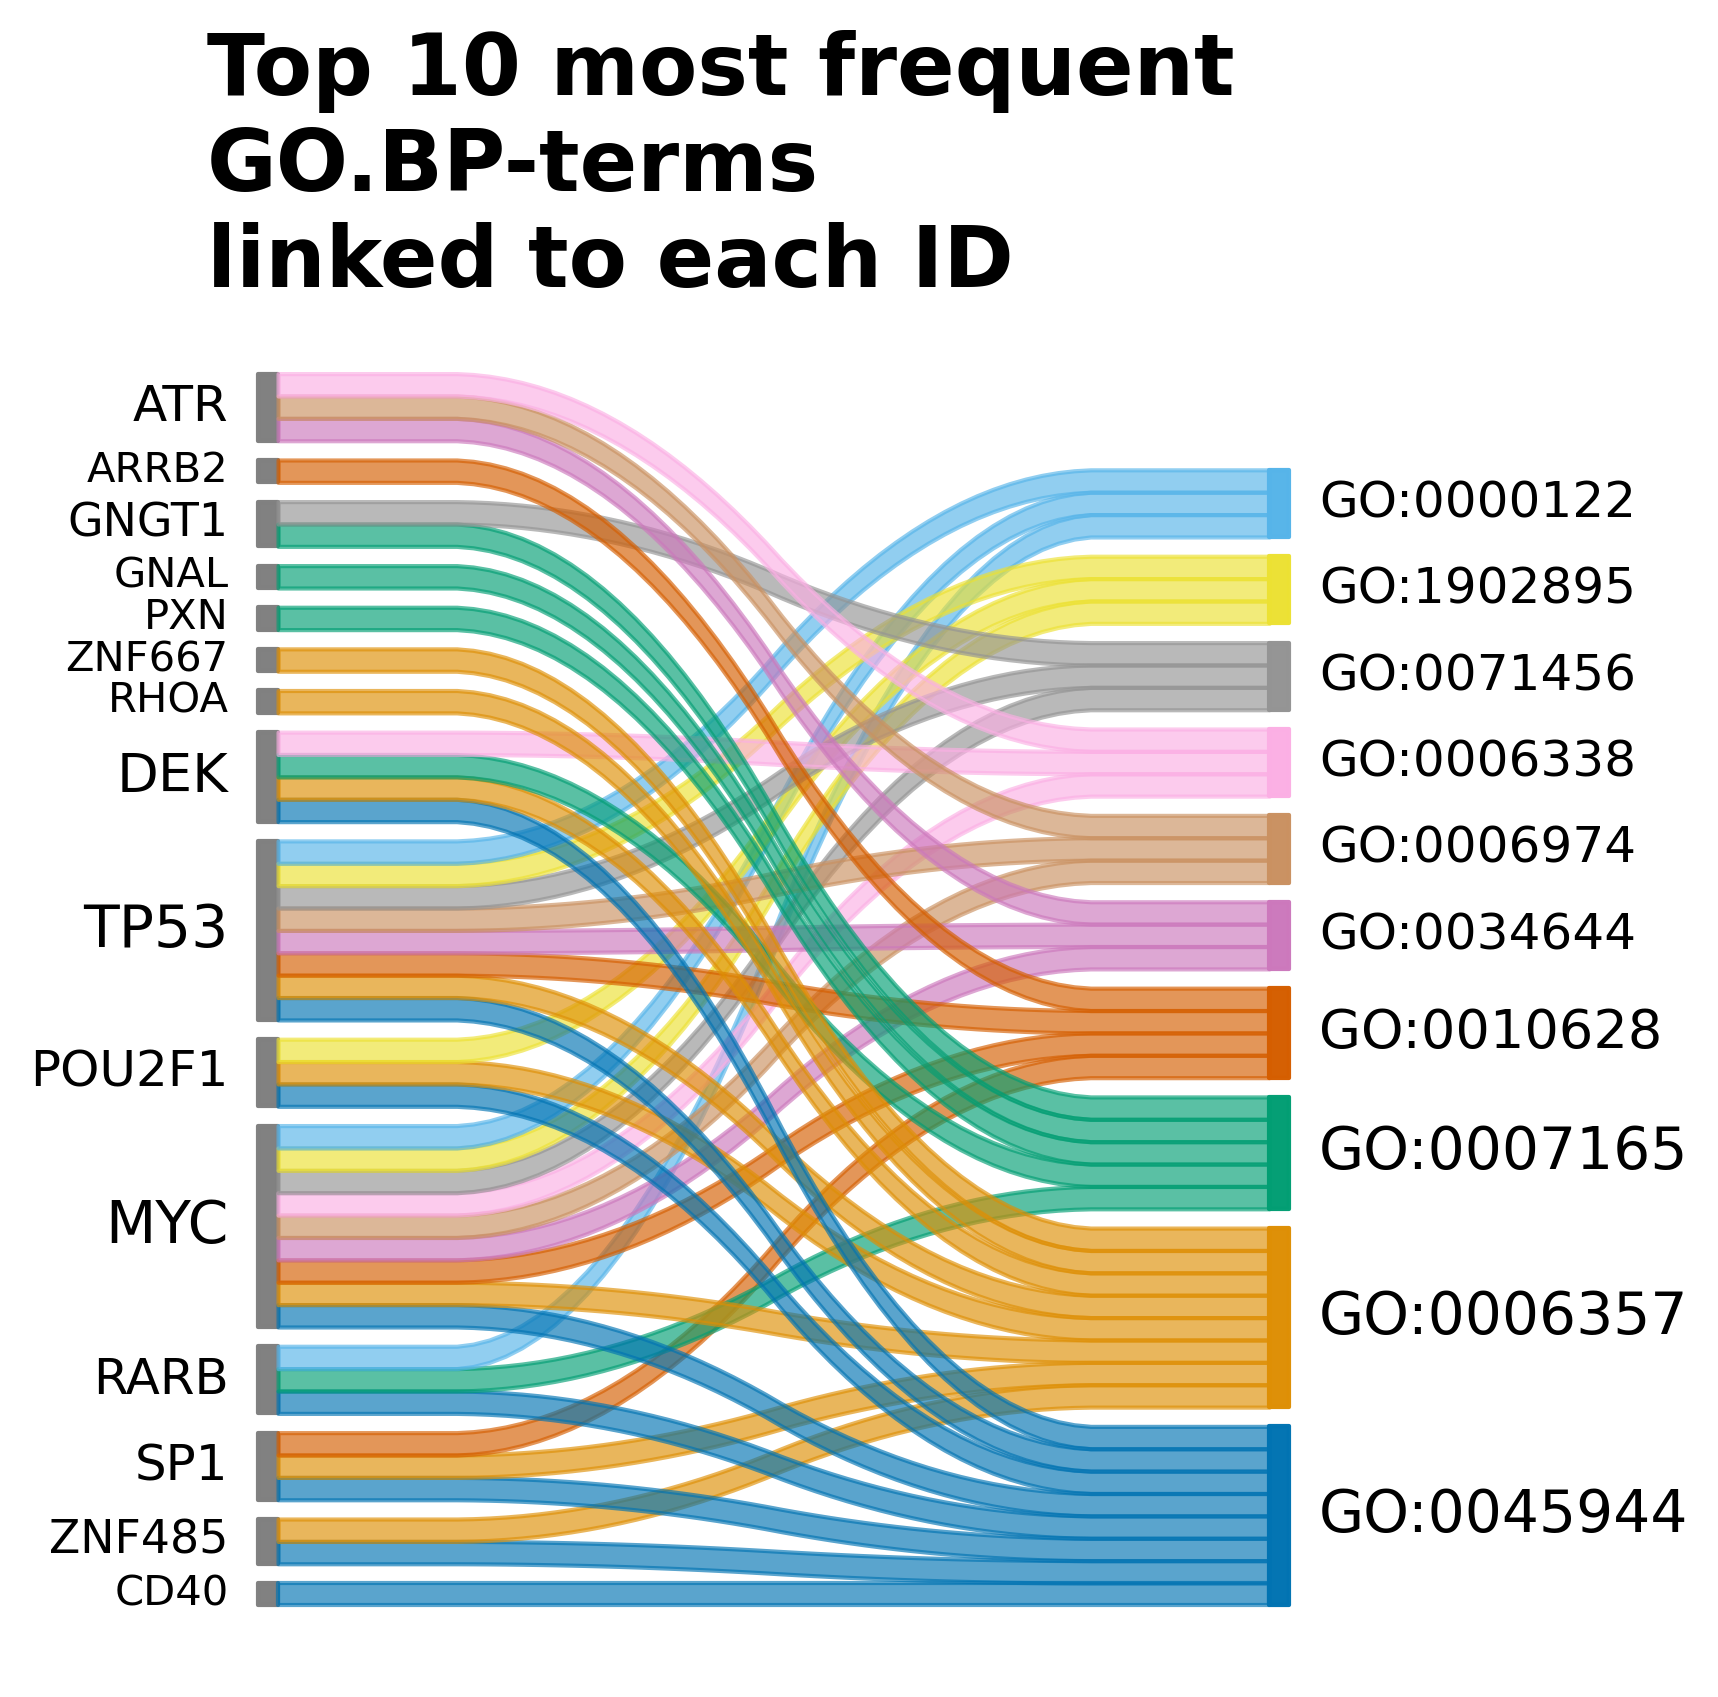 Top 10 most frequent
GO.BP-terms
linked to each ID
ATR
ARRB2
GNGT1
GNAL
PXN
ZNF667
RHOA
DEK
TP53
POU2F1
MYC
RARB
SP1
ZNF485
CD40
GO:0000122
GO:1902895
GO:0071456
GO:0006338
GO:0006974
GO:0034644
GO:0010628
GO:0007165
GO:0006357
GO:0045944